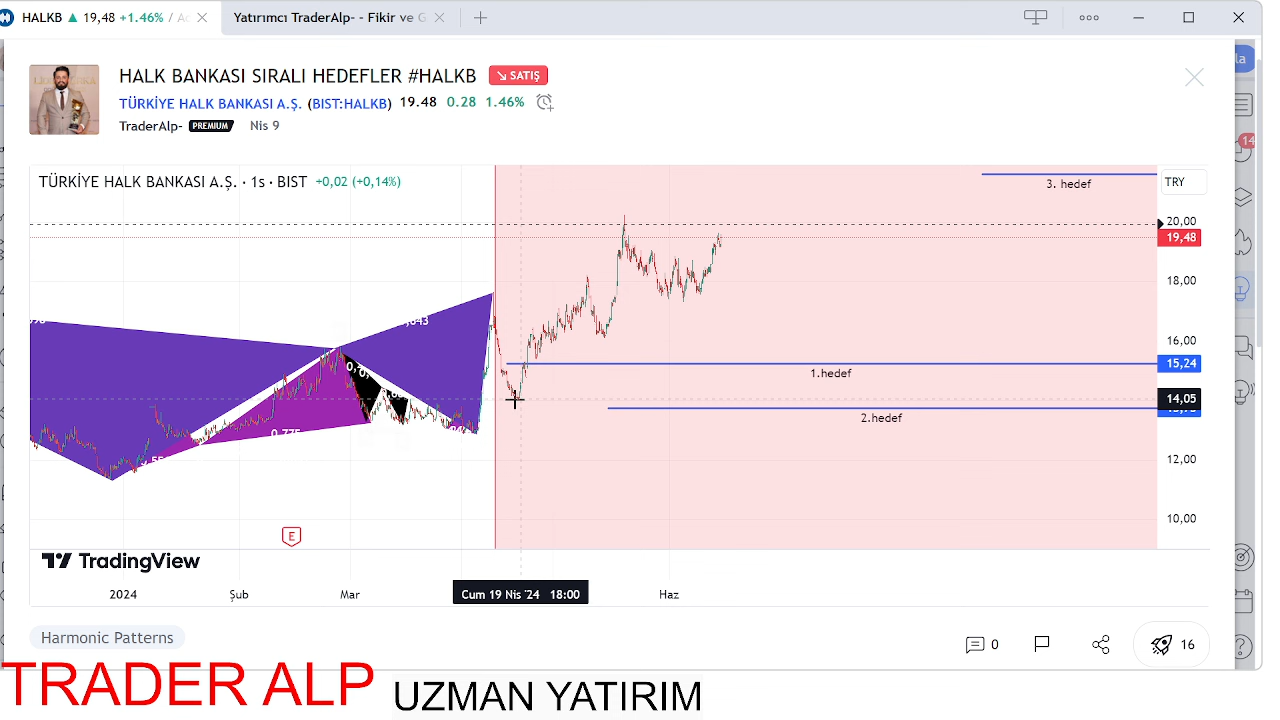 HALKB ▲ 19,48 +1.46% / Ad
Yatırımcı TraderAlp- - Fikir ve G
HALK BANKASI SIRALI HEDEFLER #HALKB
SATIŞ
TÜRKİYE HALK BANKASI A.Ş. (BIST:HALKB) 19.48 0.28 1.46%
TraderAlp- PREMIUM Nis 9
TÜRKİYE HALK BANKASI A.Ş. · 1s · BIST +0,02 (+0,14%)
TRY
3. hedef
20,00
19,48
18,00
16,00
15,24
1.hedef
14,05
2.hedef
12,00
10,00
0,775
E
TradingView
2024
Şub
Mar
Cum 19 Nis '24 18:00
Haz
Harmonic Patterns
0
16
TRADER ALP
UZMAN YATIRIM